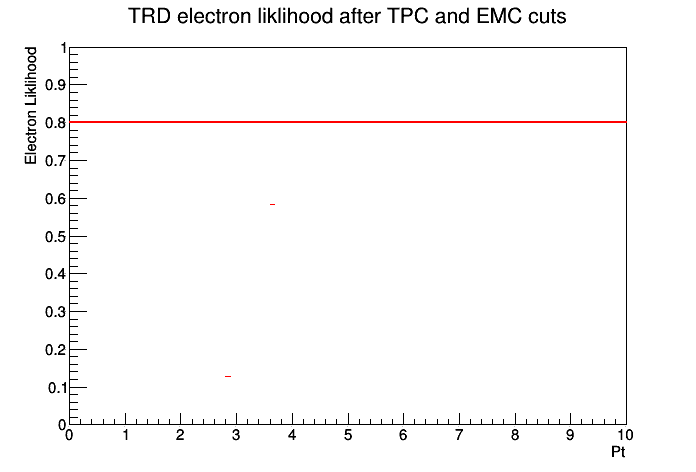 TRD electron liklihood after TPC and EMC cuts
Electron Liklihood
1
0.9
0.8
0.7
0.6
0.5
0.4
0.3
0.2
0.1
0
0 1 2 3 4 5 6 7 8 9 10
Pt